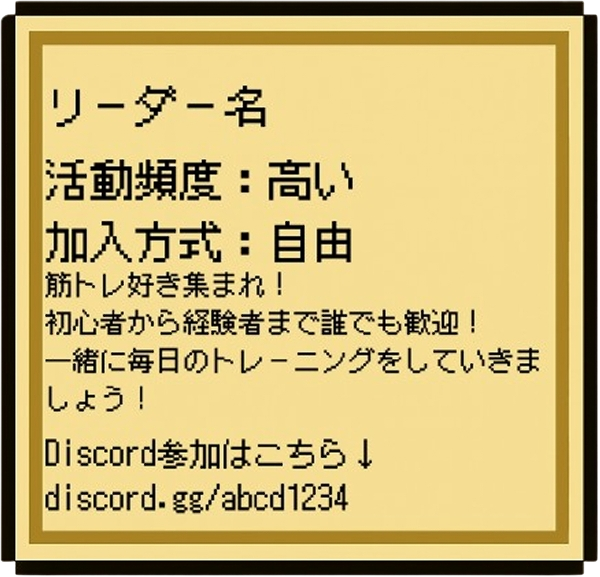 リーダー名
活動頻度：高い
加入方式：自由
筋トレ好き集まれ！
初心者から経験者まで誰でも歓迎！
一緒に毎日のトレーニングをしていきま
しょう！
Discord参加はこちら↓
discord.gg/abcd1234